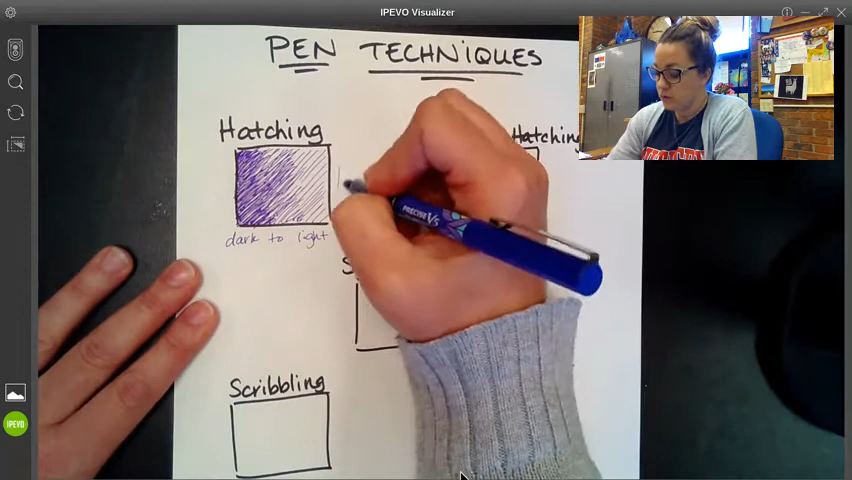 IPEVO Visualizer
PEN TECHNIQUES
Hatching
Hatching
dark to light
PRECISE V5
Scribbling
IPEVO